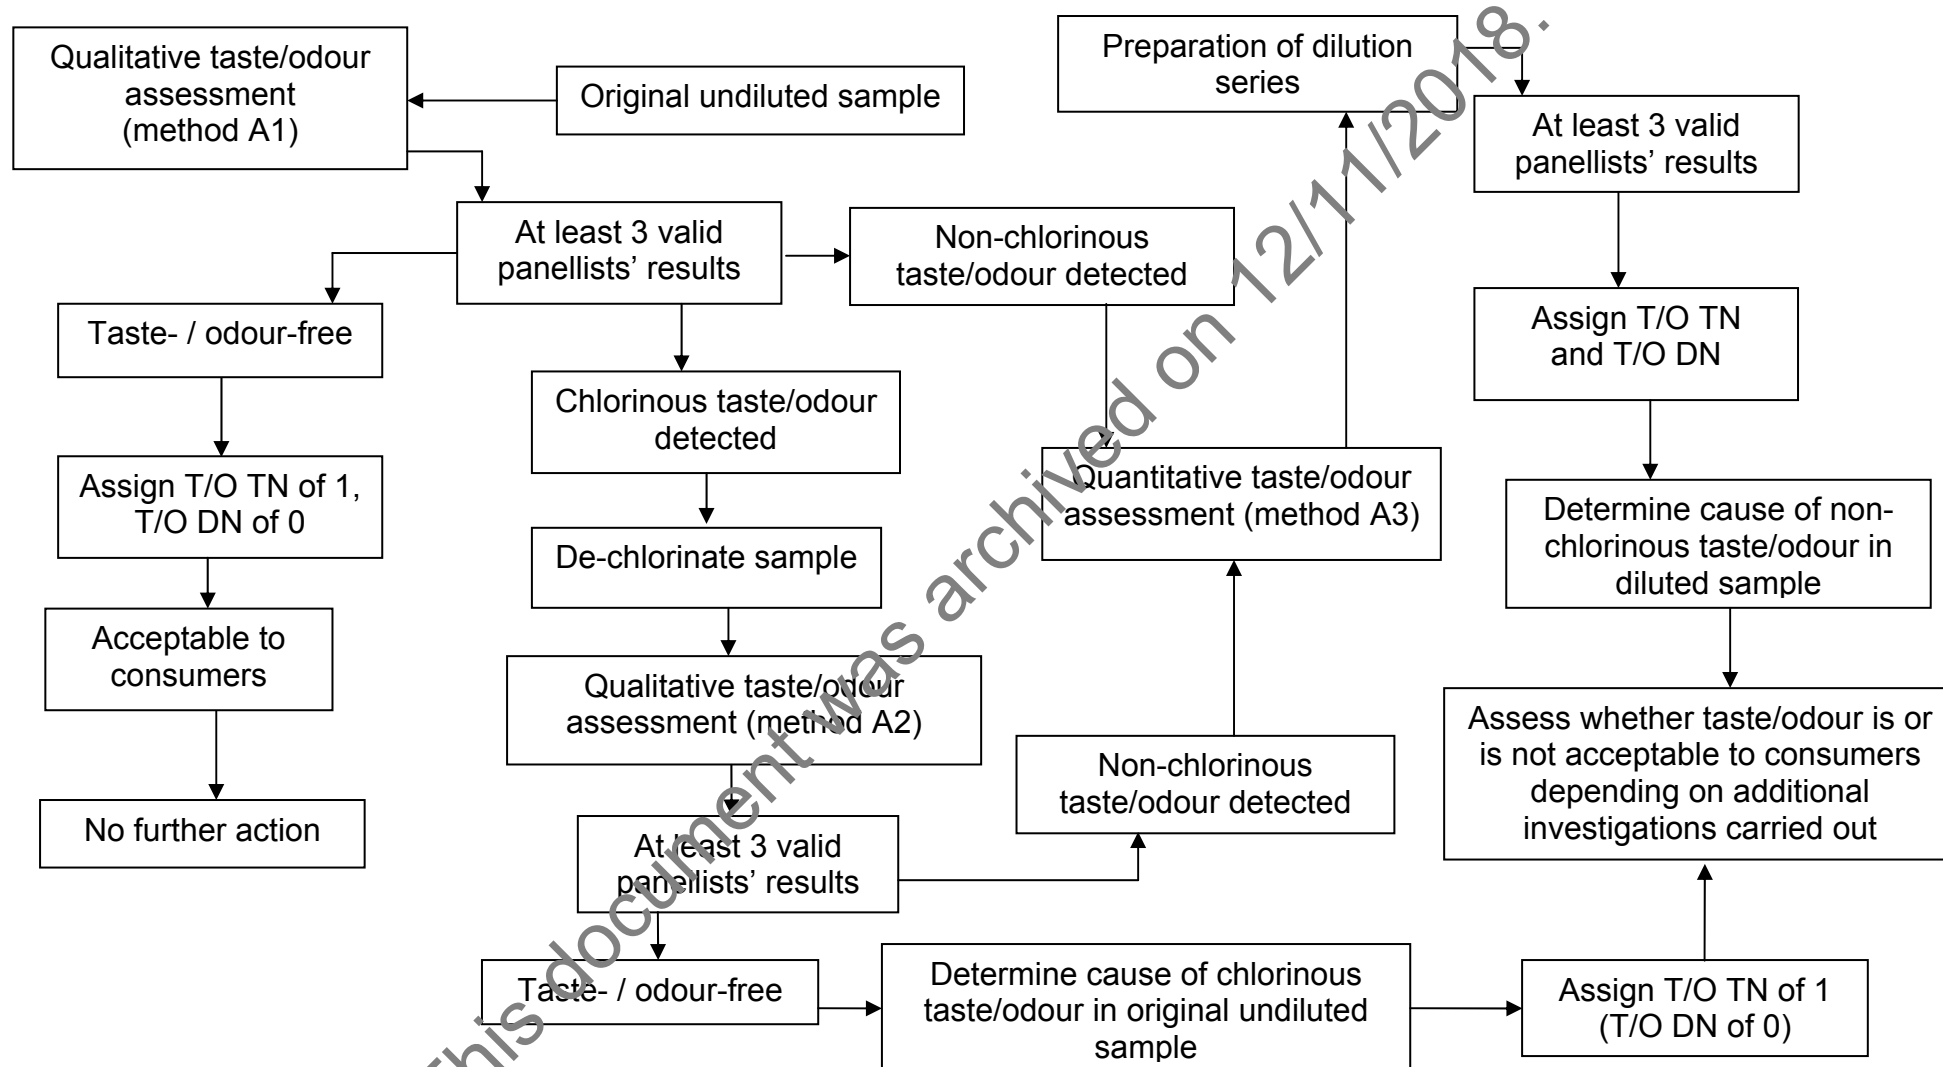 Qualitative taste/odour
assessment
(method A1)
Original undiluted sample
At least 3 valid
panellists’ results
Taste- / odour-free
Assign T/O TN of 1,
T/O DN of 0
Acceptable to
consumers
No further action
Chlorinous taste/odour
detected
De-chlorinate sample
Qualitative taste/odour
assessment (method A2)
At least 3 valid
panellists’ results
Taste- / odour-free
Determine cause of chlorinous
taste/odour in original undiluted
sample
Assign T/O TN of 1
(T/O DN of 0)
Non-chlorinous
taste/odour detected
Non-chlorinous
taste/odour detected
Quantitative taste/odour
assessment (method A3)
Preparation of dilution
series
At least 3 valid
panellists’ results
Assign T/O TN
and T/O DN
Determine cause of non-
chlorinous taste/odour in
diluted sample
Assess whether taste/odour is or
is not acceptable to consumers
depending on additional
investigations carried out
This document was archived on 12/11/2018.